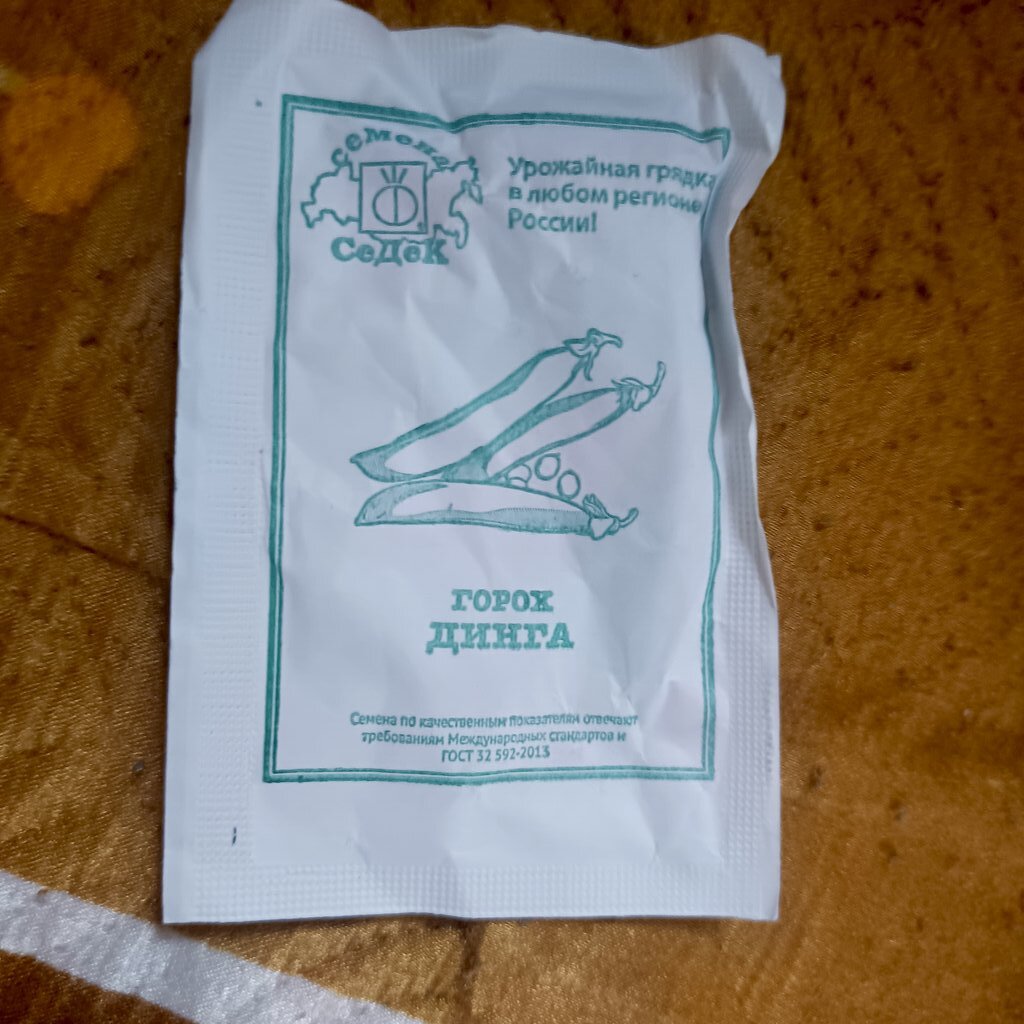 семена
СеДеК
Урожайная грядка
в любом регионе
России!
ГОРОХ
ДИНГА
Семена по качественным показателям отвечают
требованиям Международных стандартов и
ГОСТ 32 592-2013